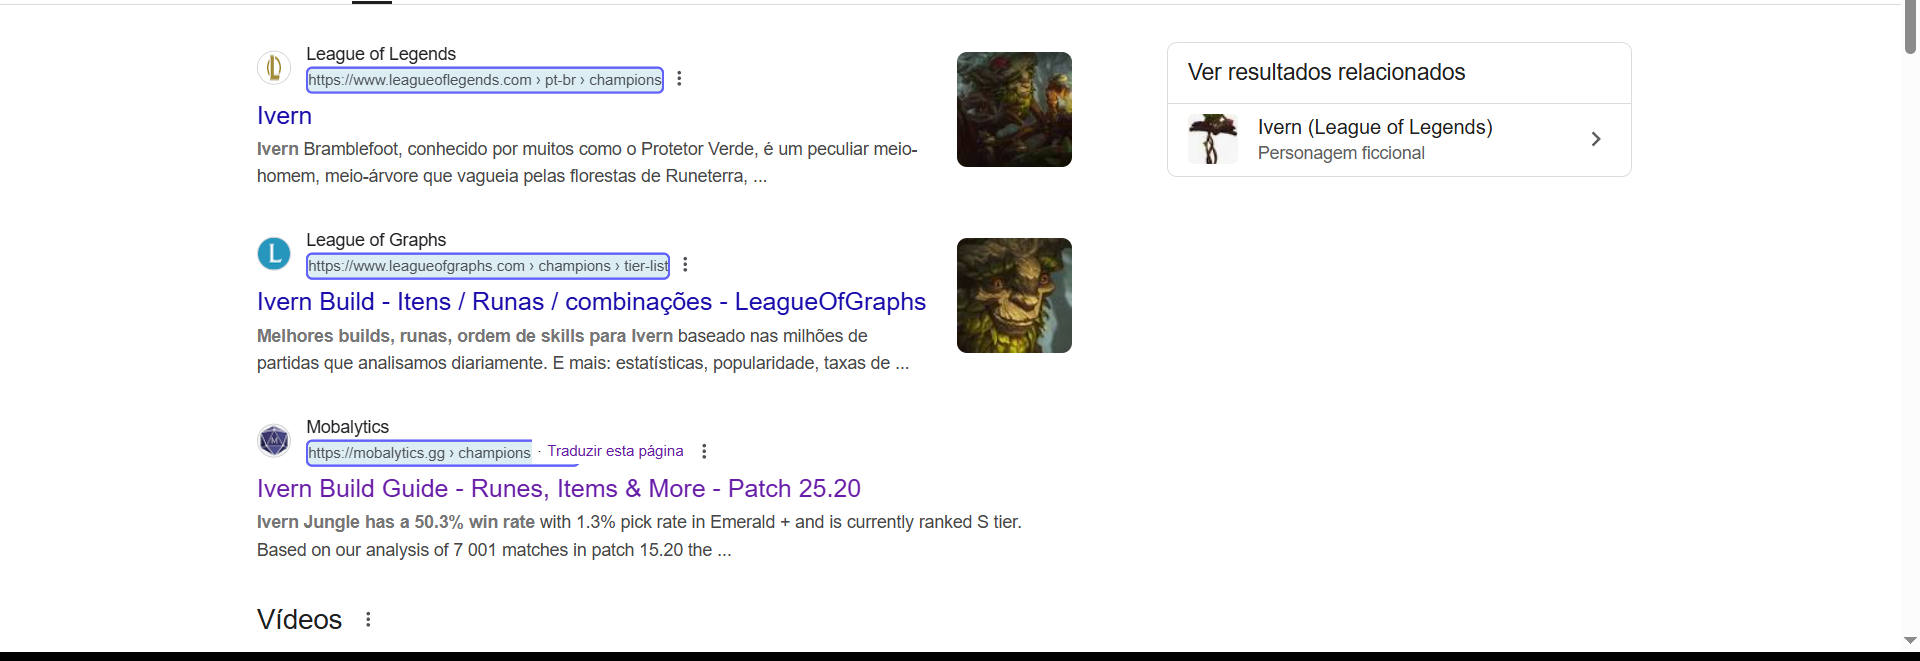 League of Legends
https://www.leagueoflegends.com › pt-br › champions
Ivern
Ivern Bramblefoot, conhecido por muitos como o Protetor Verde, é um peculiar meio-
homem, meio-árvore que vagueia pelas florestas de Runeterra, ...
League of Graphs
https://www.leagueofgraphs.com › champions › tier-list
Ivern Build - Itens / Runas / combinações - LeagueOfGraphs
Melhores builds, runas, ordem de skills para Ivern baseado nas milhões de
partidas que analisamos diariamente. E mais: estatísticas, popularidade, taxas de ...
Mobalytics
https://mobalytics.gg › champions · Traduzir esta página
Ivern Build Guide - Runes, Items & More - Patch 25.20
Ivern Jungle has a 50.3% win rate with 1.3% pick rate in Emerald + and is currently ranked S tier.
Based on our analysis of 7 001 matches in patch 15.20 the ...
Vídeos
Ver resultados relacionados
Ivern (League of Legends)
Personagem ficcional